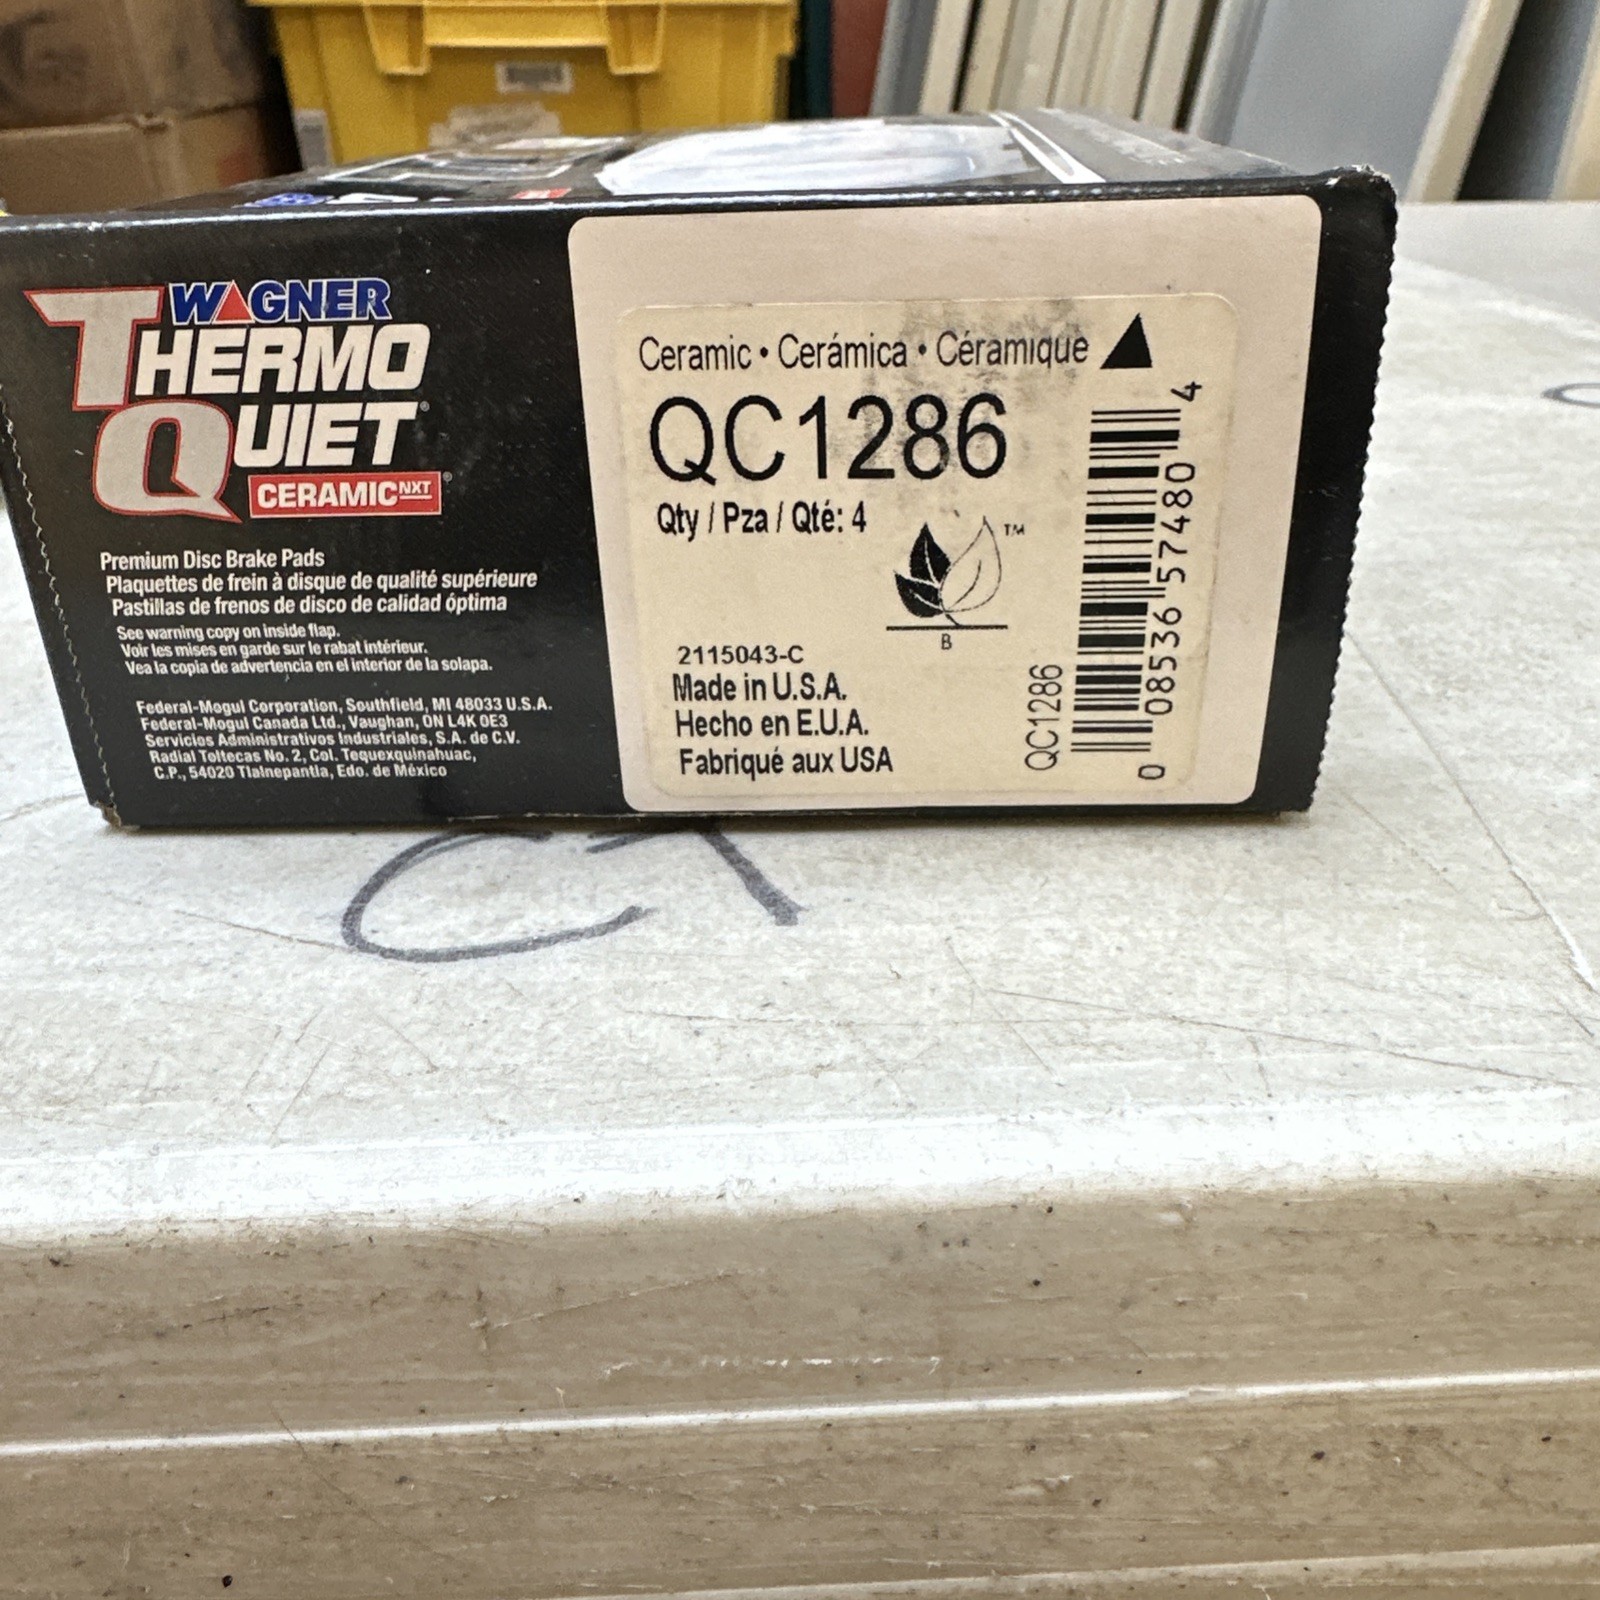 WAGNER
THERMO
QUIET®
CERAMICNXT®
Premium Disc Brake Pads
Plaquettes de frein à disque de qualité supérieure
Pastillas de frenos de disco de calidad óptima
See warning copy on inside flap.
Voir les mises en garde sur le rabat intérieur.
Vea la copia de advertencia en el interior de la solapa.
Federal-Mogul Corporation, Southfield, MI 48033 U.S.A.
Federal-Mogul Canada Ltd., Vaughan, ON L4K 0E3
Servicios Administrativos Industriales, S.A. de C.V.
Radial Toltecas No. 2, Col. Tequexquinahuac,
C.P., 54020 Tlalnepantla, Edo. de México
Ceramic • Cerámica • Céramique
QC1286
Qty / Pza / Qté: 4
TM
B
2115043-C
Made in U.S.A.
Hecho en E.U.A.
Fabriqué aux USA
QC1286
0 08536 57480 4